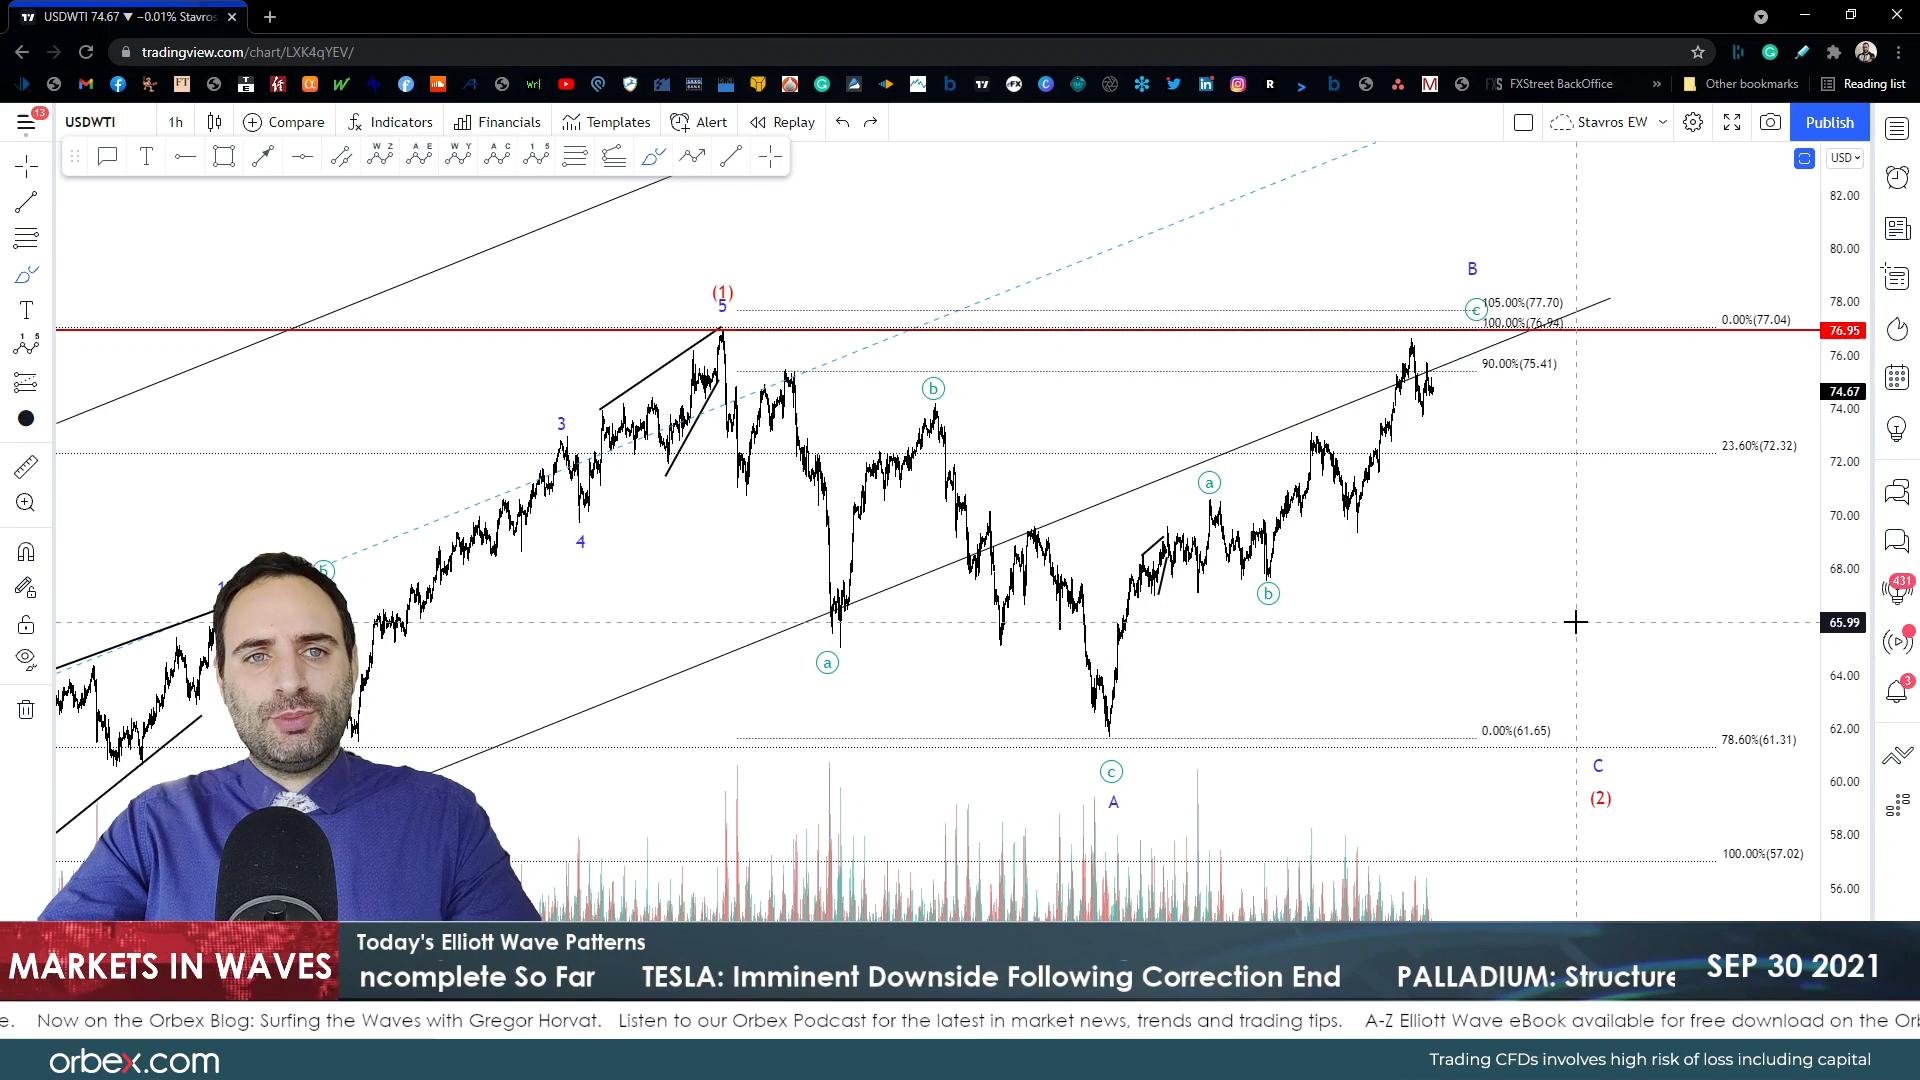 USDWTI 74.67 ▼ −0.01% Stavros
tradingview.com/chart/LXK4qYEV/
FXStreet BackOffice
»
Other bookmarks
Reading list
13
USDWTI
1h
Compare
Indicators
Financials
Templates
Alert
Replay
Stavros EW
Publish
USD
82.00
80.00
B
(1)
5
105.00%(77.70)
78.00
c
100.00%(76.94)
0.00%(77.04)
76.95
76.00
90.00%(75.41)
b
74.67
74.00
3
23.60%(72.32)
72.00
a
70.00
4
5
68.00
b
431
65.99
a
64.00
3
0.00%(61.65)
62.00
78.60%(61.31)
C
c
60.00
A
(2)
58.00
100.00%(57.02)
56.00
MARKETS IN WAVES
Today's Elliott Wave Patterns
ncomplete So Far TESLA: Imminent Downside Following Correction End PALLADIUM: Structure
SEP 30 2021
e. Now on the Orbex Blog: Surfing the Waves with Gregor Horvat. Listen to our Orbex Podcast for the latest in market news, trends and trading tips. A-Z Elliott Wave eBook available for free download on the Orb
orbex.com
Trading CFDs involves high risk of loss including capital